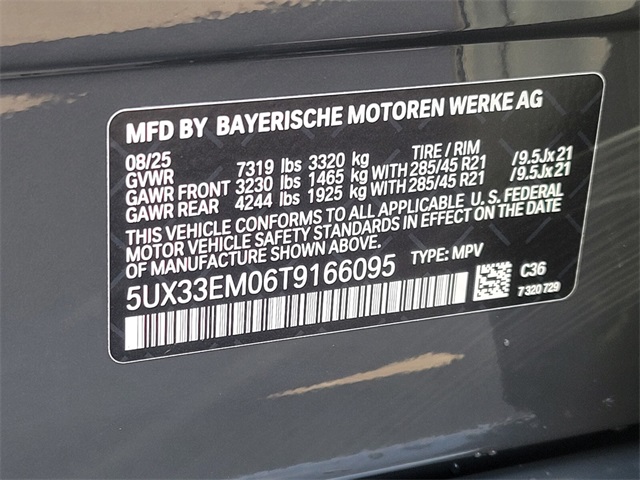 MFD BY BAYERISCHE MOTOREN WERKE AG
08/25 TIRE / RIM
GVWR 7319 lbs 3320 kg
GAWR FRONT 3230 lbs 1465 kg WITH 285/45 R21 /9.5Jx21
GAWR REAR 4244 lbs 1925 kg WITH 285/45 R21 /9.5Jx21
THIS VEHICLE CONFORMS TO ALL APPLICABLE U.S. FEDERAL
MOTOR VEHICLE SAFETY STANDARDS IN EFFECT ON THE DATE
OF MANUFACTURE SHOWN ABOVE.
5UX33EM06T9166095 TYPE: MPV
C36
7 320 729